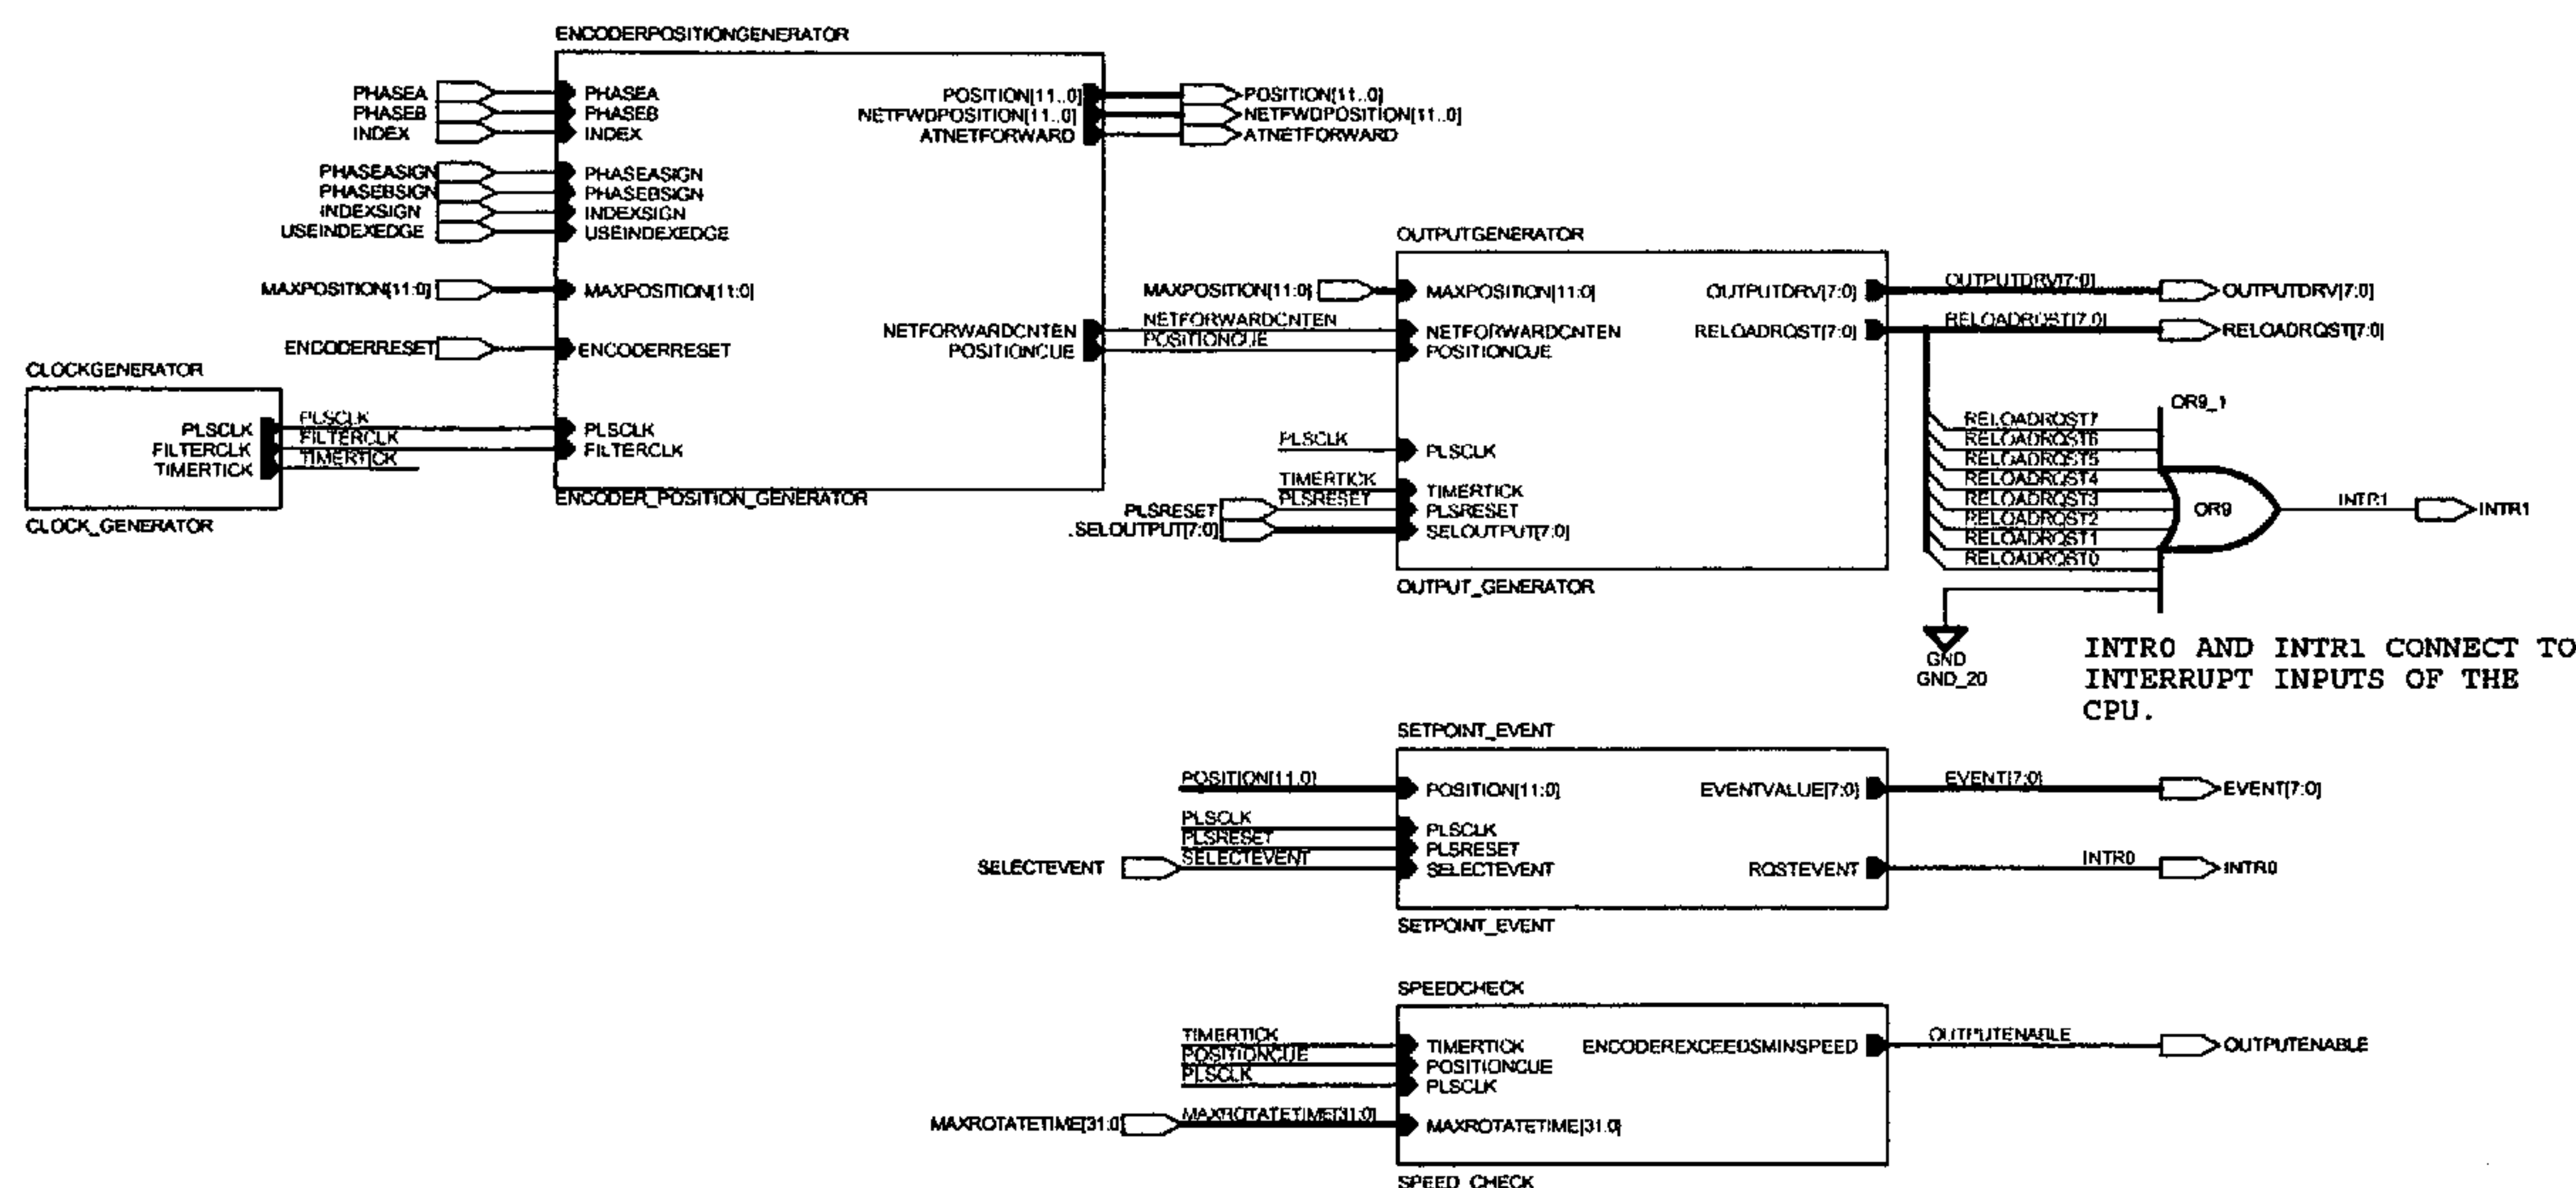 ENCODERPOSITIONGENERATOR
PHASEA
PHASEB
INDEX
PHASEASIGN
PHASEBSIGN
INDEXSIGN
USEINDEXEDGE
MAXPOSITION[11:0]
ENCODERRESET
PHASEA
PHASEB
INDEX
PHASEASIGN
PHASEBSIGN
INDEXSIGN
USEINDEXEDGE
MAXPOSITION[11:0]
ENCODERRESET
PLSCLK
FILTERCLK
POSITION[11..0]
NETFWDPOSITION[11..0]
ATNETFORWARD
NETFORWARDCNTEN
POSITIONCUE
POSITION[11..0]
NETFWDPOSITION[11..0]
ATNETFORWARD
ENCODER_POSITION_GENERATOR
CLOCKGENERATOR
PLSCLK
FILTERCLK
TIMERTICK
PLSCLK
FILTERCLK
TIMERTICK
CLOCK_GENERATOR
OUTPUTGENERATOR
MAXPOSITION[11:0]
NETFORWARDCNTEN
POSITIONCUE
PLSCLK
TIMERTICK
PLSRESET
PLSRESET
.SELOUTPUT[7:0]
MAXPOSITION[11:0]
NETFORWARDCNTEN
POSITIONCUE
PLSCLK
TIMERTICK
PLSRESET
SELOUTPUT[7:0]
OUTPUTDRV[7:0]
RELOADRQST[7:0]
OUTPUTDRV[7:0]
RELOADRQST[7:0]
OUTPUTDRV[7:0]
RELOADRQST[7:0]
OUTPUT_GENERATOR
OR9_1
RELOADRQST7
RELOADRQST6
RELOADRQST5
RELOADRQST4
RELOADRQST3
RELOADRQST2
RELOADRQST1
RELOADRQST0
OR9
INTR1
INTR1
GND
GND_20
INTR0 AND INTR1 CONNECT TO
INTERRUPT INPUTS OF THE
CPU.
SETPOINT_EVENT
POSITION[11:0]
PLSCLK
PLSRESET
SELECTEVENT
SELECTEVENT
POSITION[11:0]
PLSCLK
PLSRESET
SELECTEVENT
EVENTVALUE[7:0]
RQSTEVENT
EVENT[7:0]
INTR0
EVENT[7:0]
INTR0
SETPOINT_EVENT
SPEEDCHECK
TIMERTICK
POSITIONCUE
PLSCLK
MAXROTATETIME[31:0]
MAXROTATETIME[31:0]
TIMERTICK
POSITIONCUE
PLSCLK
MAXROTATETIME[31:0]
ENCODEREXCEEDSMINSPEED
OUTPUTENABLE
OUTPUTENABLE
SPEED_CHECK